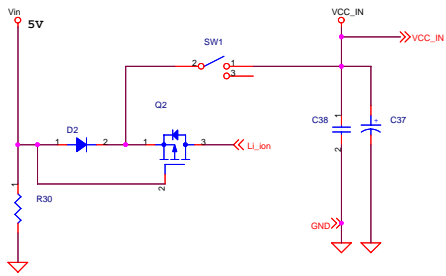 Vin
5V
VCC_IN
VCC_IN
SW1
2
1
3
Q2
D2
1
2
1
3
Li_ion
2
C38
1
2
C37
+
1
R30
GND